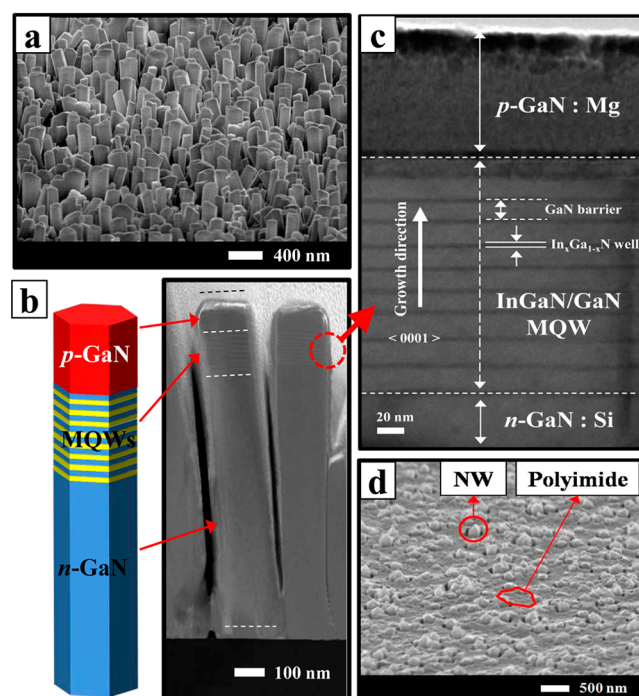 a
400 nm
b
p-GaN
MQWs
n-GaN
100 nm
c
p-GaN : Mg
GaN barrier
InₓGa₁₋ₓN well
Growth direction
InGaN/GaN
MQW
< 0001 >
20 nm
n-GaN : Si
d
NW
Polyimide
500 nm